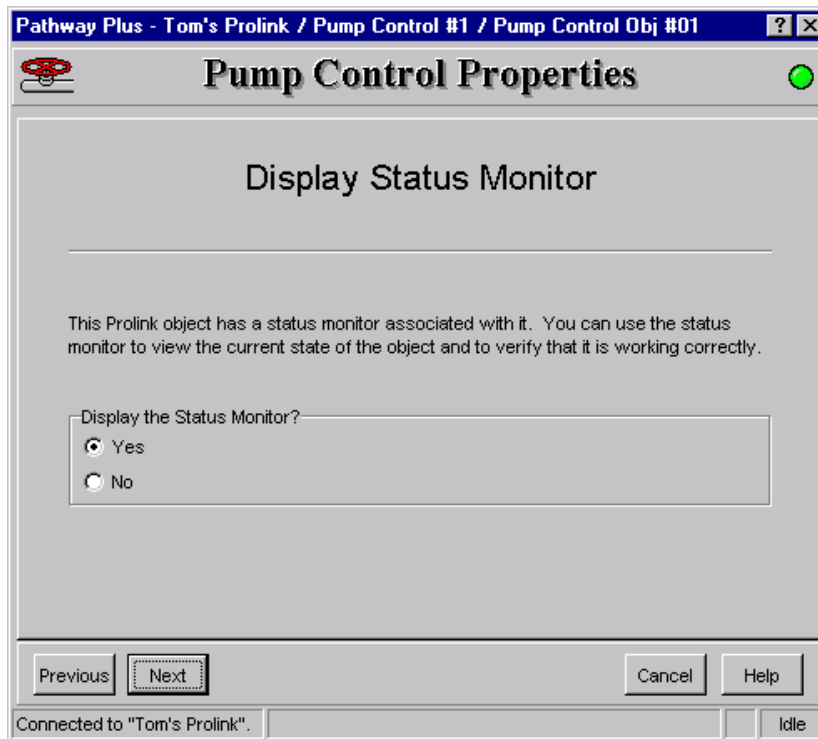 Pathway Plus - Tom's Prolink / Pump Control #1 / Pump Control Obj #01
Pump Control Properties
Display Status Monitor
This Prolink object has a status monitor associated with it. You can use the status
monitor to view the current state of the object and to verify that it is working correctly.
Display the Status Monitor?
Yes
No
Previous Next Cancel Help
Connected to "Tom's Prolink". Idle